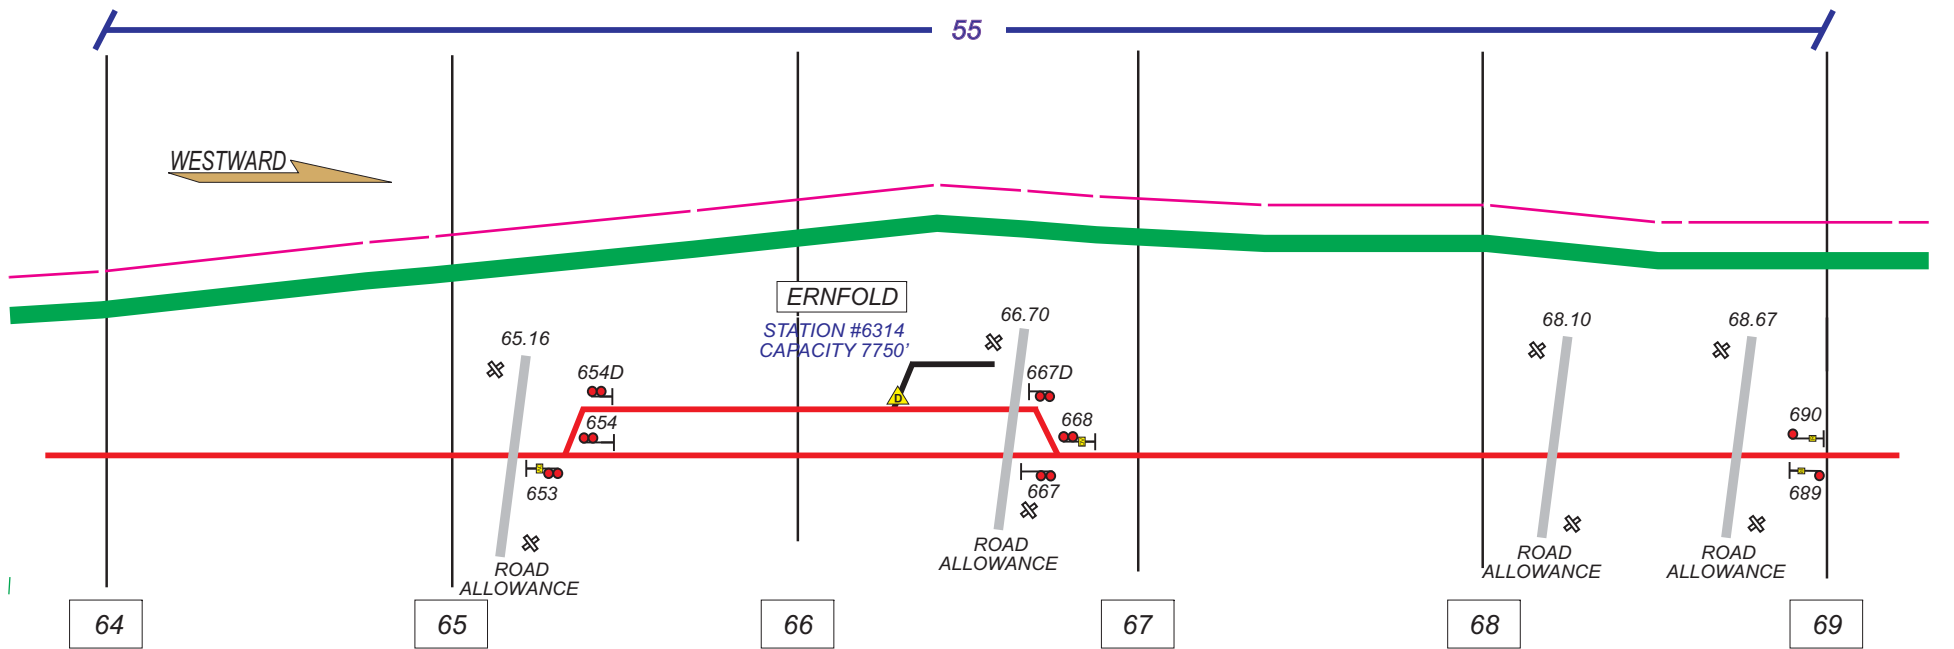 55
WESTWARD
ERNFOLD
STATION #6314
CAPACITY 7750'
65.16
66.70
68.10
68.67
654D
667D
654
668
690
653
667
689
D
ROAD
ALLOWANCE
ROAD
ALLOWANCE
ROAD
ALLOWANCE
ROAD
ALLOWANCE
64
65
66
67
68
69